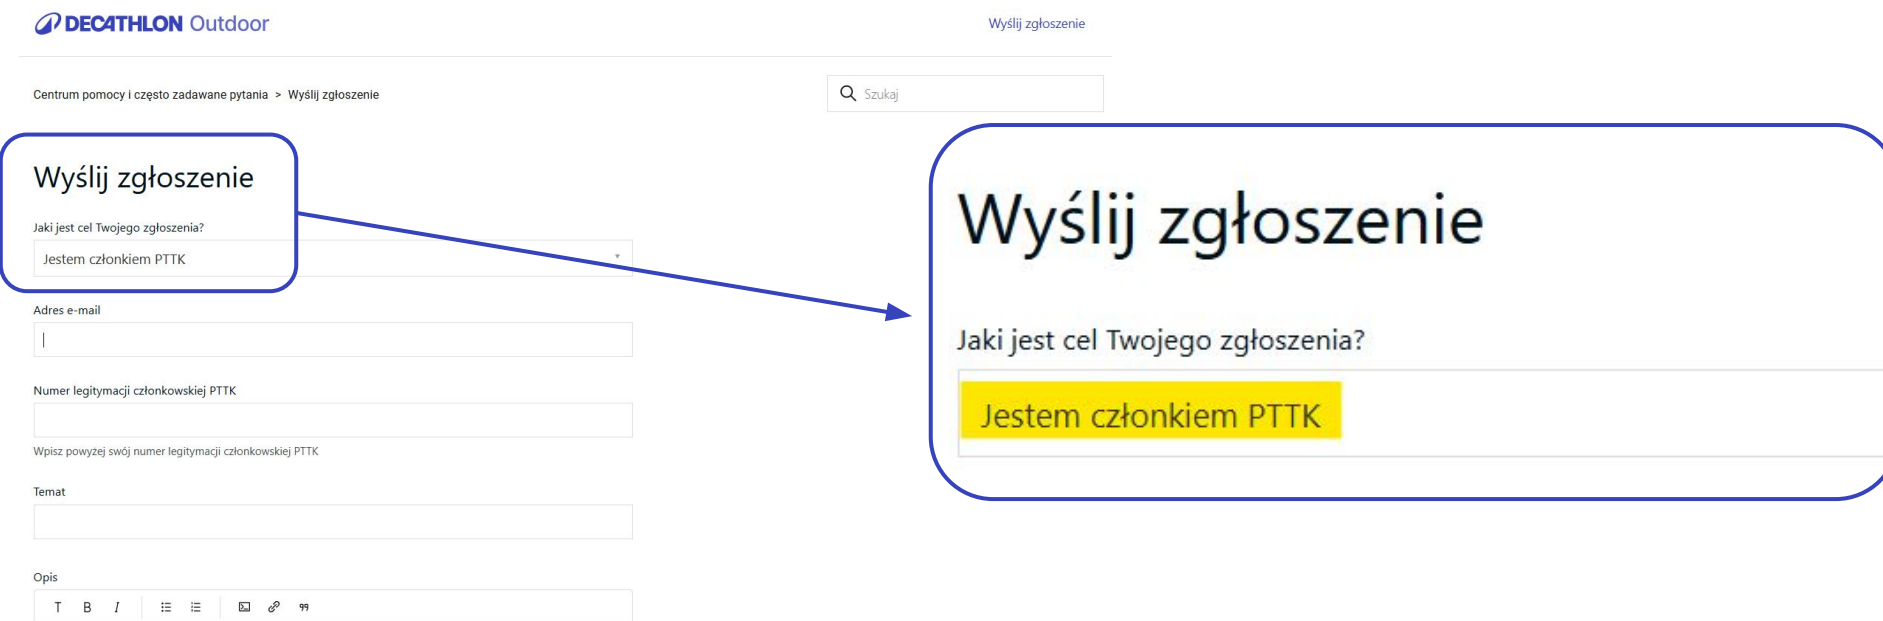 DECATHLON Outdoor
Wyślij zgłoszenie
Centrum pomocy i często zadawane pytania > Wyślij zgłoszenie
Szukaj
Wyślij zgłoszenie
Jaki jest cel Twojego zgłoszenia?
Jestem członkiem PTTK
Adres e-mail
Numer legitymacji członkowskiej PTTK
Wpisz powyżej swój numer legitymacji członkowskiej PTTK
Temat
Opis
T B I
Wyślij zgłoszenie
Jaki jest cel Twojego zgłoszenia?
Jestem członkiem PTTK